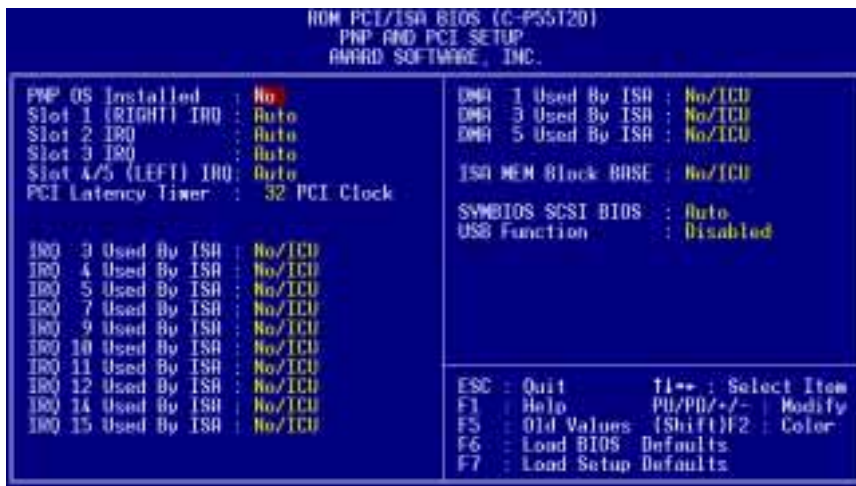 ROM PCI/ISA BIOS (C-P55T2D)
PNP AND PCI SETUP
AWARD SOFTWARE, INC.
PNP OS Installed : No
Slot 1 (RIGHT) IRQ : Auto
Slot 2 IRQ : Auto
Slot 3 IRQ : Auto
Slot 4/5 (LEFT) IRQ: Auto
PCI Latency Timer : 32 PCI Clock
IRQ 3 Used By ISA : No/ICU
IRQ 4 Used By ISA : No/ICU
IRQ 5 Used By ISA : No/ICU
IRQ 7 Used By ISA : No/ICU
IRQ 9 Used By ISA : No/ICU
IRQ 10 Used By ISA : No/ICU
IRQ 11 Used By ISA : No/ICU
IRQ 12 Used By ISA : No/ICU
IRQ 14 Used By ISA : No/ICU
IRQ 15 Used By ISA : No/ICU
DMA 1 Used By ISA : No/ICU
DMA 3 Used By ISA : No/ICU
DMA 5 Used By ISA : No/ICU
ISA MEM Block BASE : No/ICU
SYMBIOS SCSI BIOS : Auto
USB Function : Disabled
ESC : Quit ↑↓→← : Select Item
F1 : Help PU/PD/+/- : Modify
F5 : Old Values (Shift)F2 : Color
F6 : Load BIOS Defaults
F7 : Load Setup Defaults